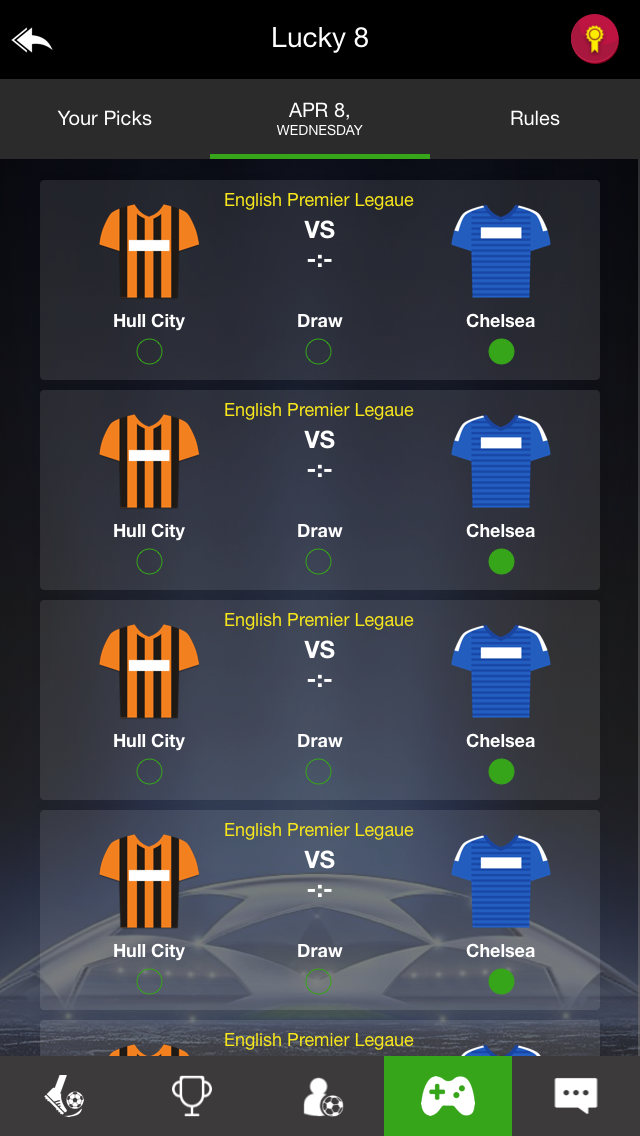 Lucky 8
Your Picks
APR 8,
WEDNESDAY
Rules
English Premier Legaue
VS
-:-
Hull City
Draw
Chelsea
English Premier Legaue
VS
-:-
Hull City
Draw
Chelsea
English Premier Legaue
VS
-:-
Hull City
Draw
Chelsea
English Premier Legaue
VS
-:-
Hull City
Draw
Chelsea
English Premier Legaue